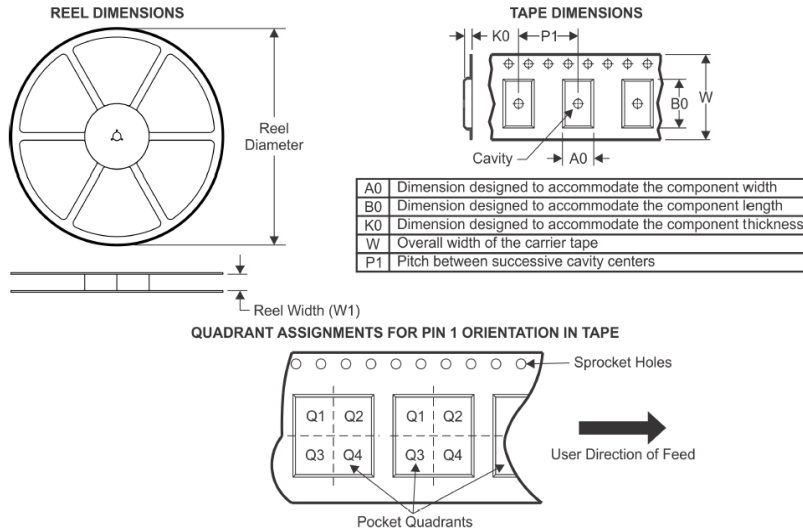 REEL DIMENSIONS
Reel
Diameter
Reel Width (W1)
TAPE DIMENSIONS
K0
P1
W
B0
Cavity
A0
A0 Dimension designed to accommodate the component width
B0 Dimension designed to accommodate the component length
K0 Dimension designed to accommodate the component thickness
W Overall width of the carrier tape
P1 Pitch between successive cavity centers
QUADRANT ASSIGNMENTS FOR PIN 1 ORIENTATION IN TAPE
Sprocket Holes
Q1 Q2 Q1 Q2
Q3 Q4 Q3 Q4
User Direction of Feed
Pocket Quadrants